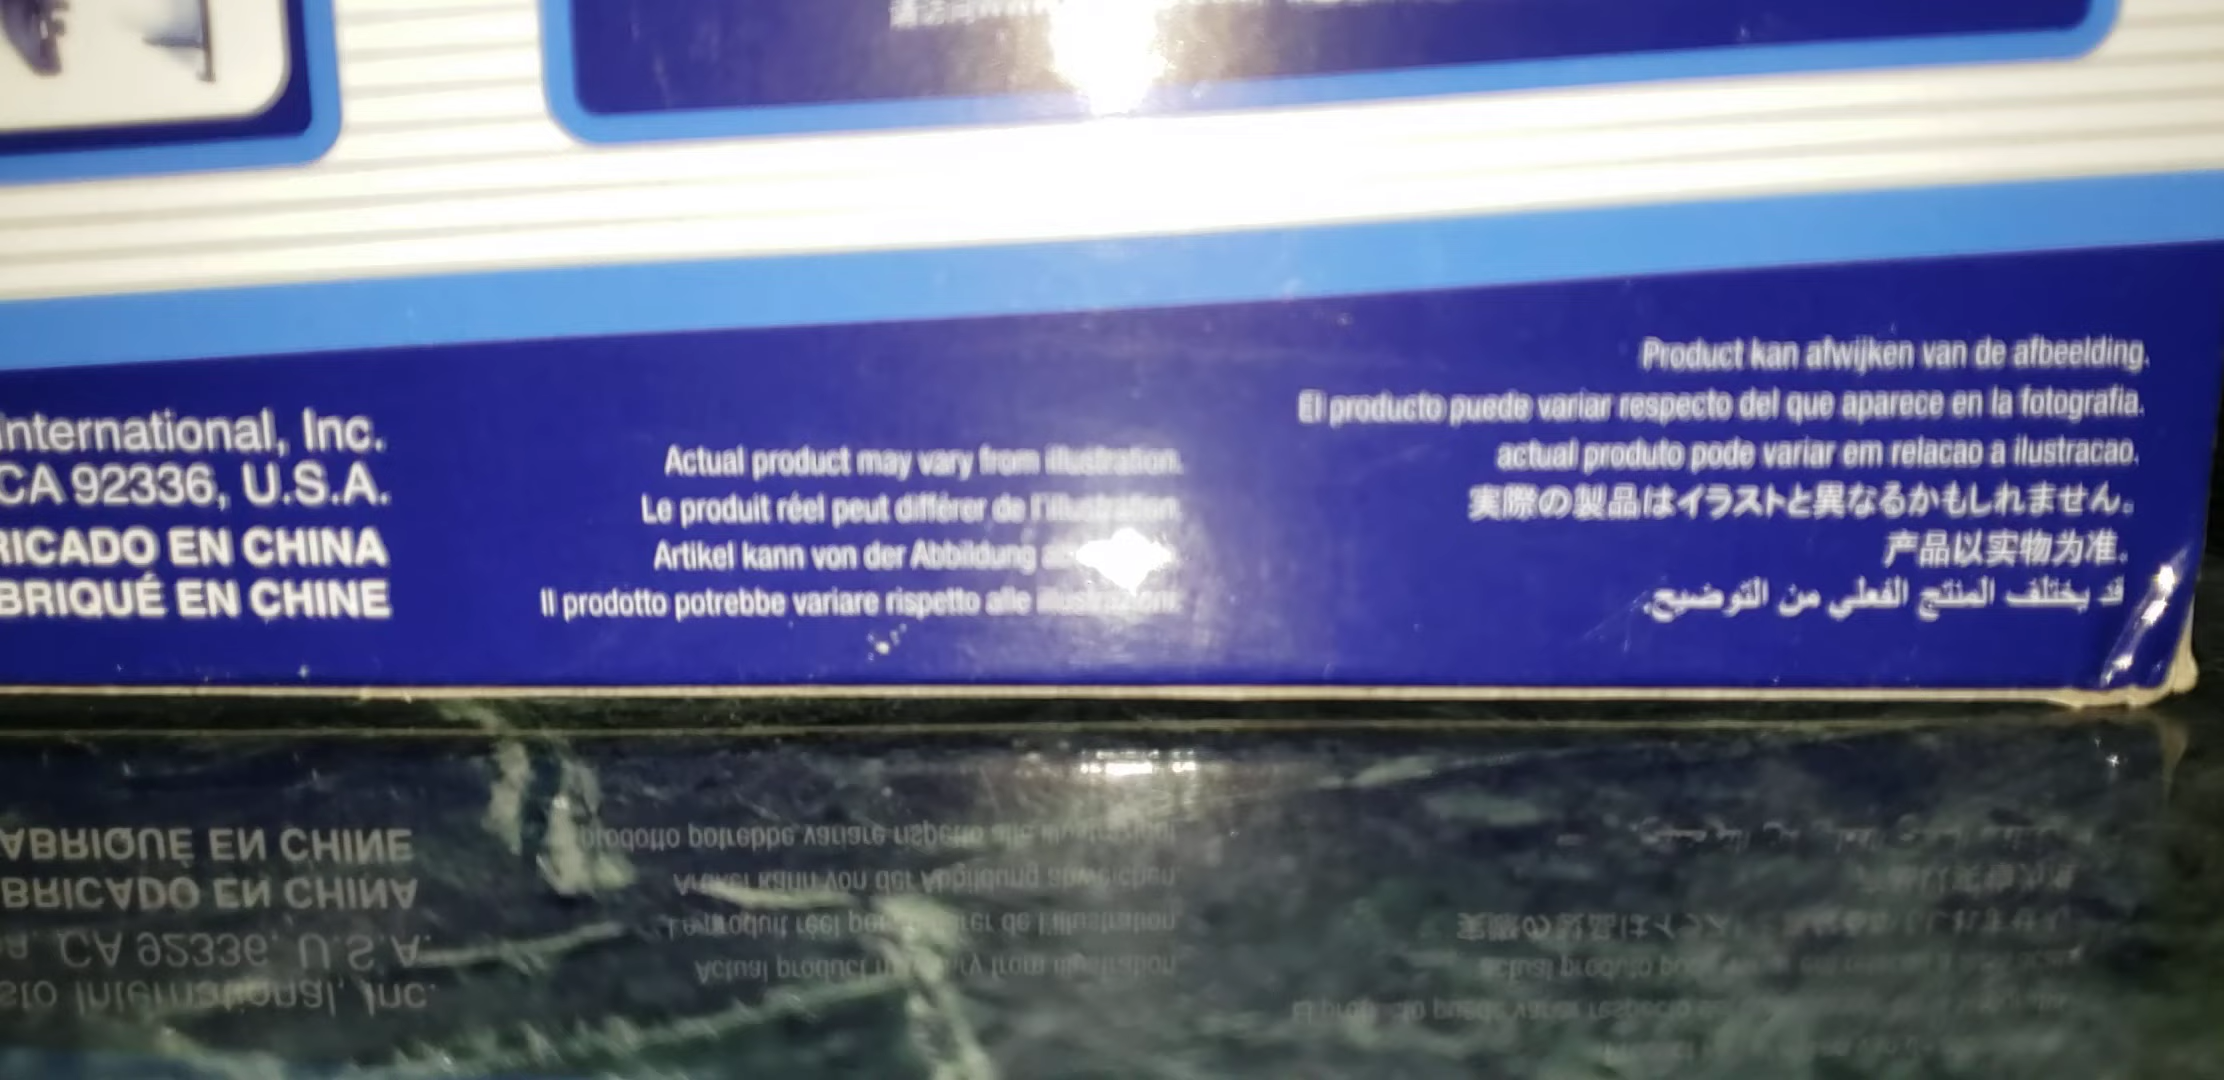 International, Inc.
CA 92336, U.S.A.
RICADO EN CHINA
BRIQUÉ EN CHINE
Actual product may vary from illustration.
Le produit réel peut différer de l'illustration.
Artikel kann von der Abbildung
Il prodotto potrebbe variare rispetto alle illustrazioni.
Product kan afwijken van de afbeelding.
El producto puede variar respecto del que aparece en la fotografia.
actual produto pode variar em relacao a ilustracao.
実際の製品はイラストと異なるかもしれません。
产品以实物为准。
قد يختلف المنتج الفعلي من التوضيح.